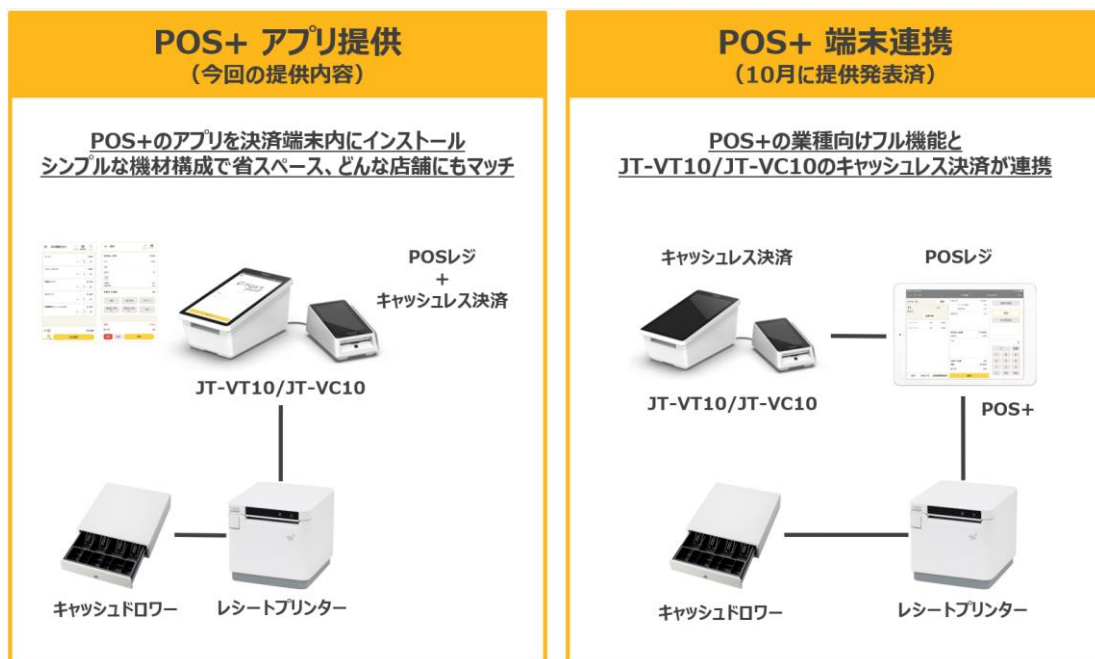 POS+ アプリ提供
（今回の提供内容）
POS+のアプリを決済端末内にインストール
シンプルな機材構成で省スペース、どんな店舗にもマッチ
POSレジ
+
キャッシュレス決済
JT-VT10/JT-VC10
キャッシュドロワー
レシートプリンター
POS+ 端末連携
（10月に提供発表済）
POS+の業種向けフル機能と
JT-VT10/JT-VC10のキャッシュレス決済が連携
キャッシュレス決済
POSレジ
JT-VT10/JT-VC10
POS+
キャッシュドロワー
レシートプリンター